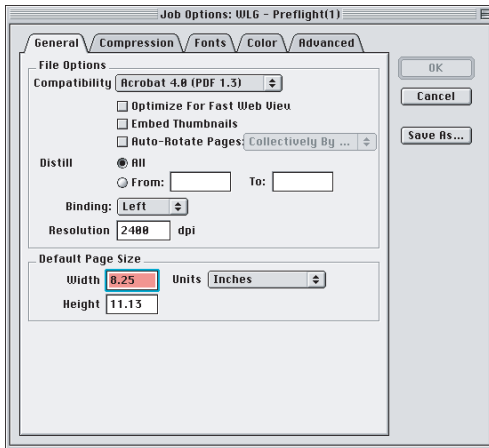 Job Options: WLG - Preflight(1)
General Compression Fonts Color Advanced
File Options
Compatibility Acrobat 4.0 (PDF 1.3)
Optimize For Fast Web View
Embed Thumbnails
Auto-Rotate Pages: Collectively By ...
Distill All
From: To:
Binding: Left
Resolution 2400 dpi
Default Page Size
Width 8.25 Units Inches
Height 11.13
OK
Cancel
Save As...